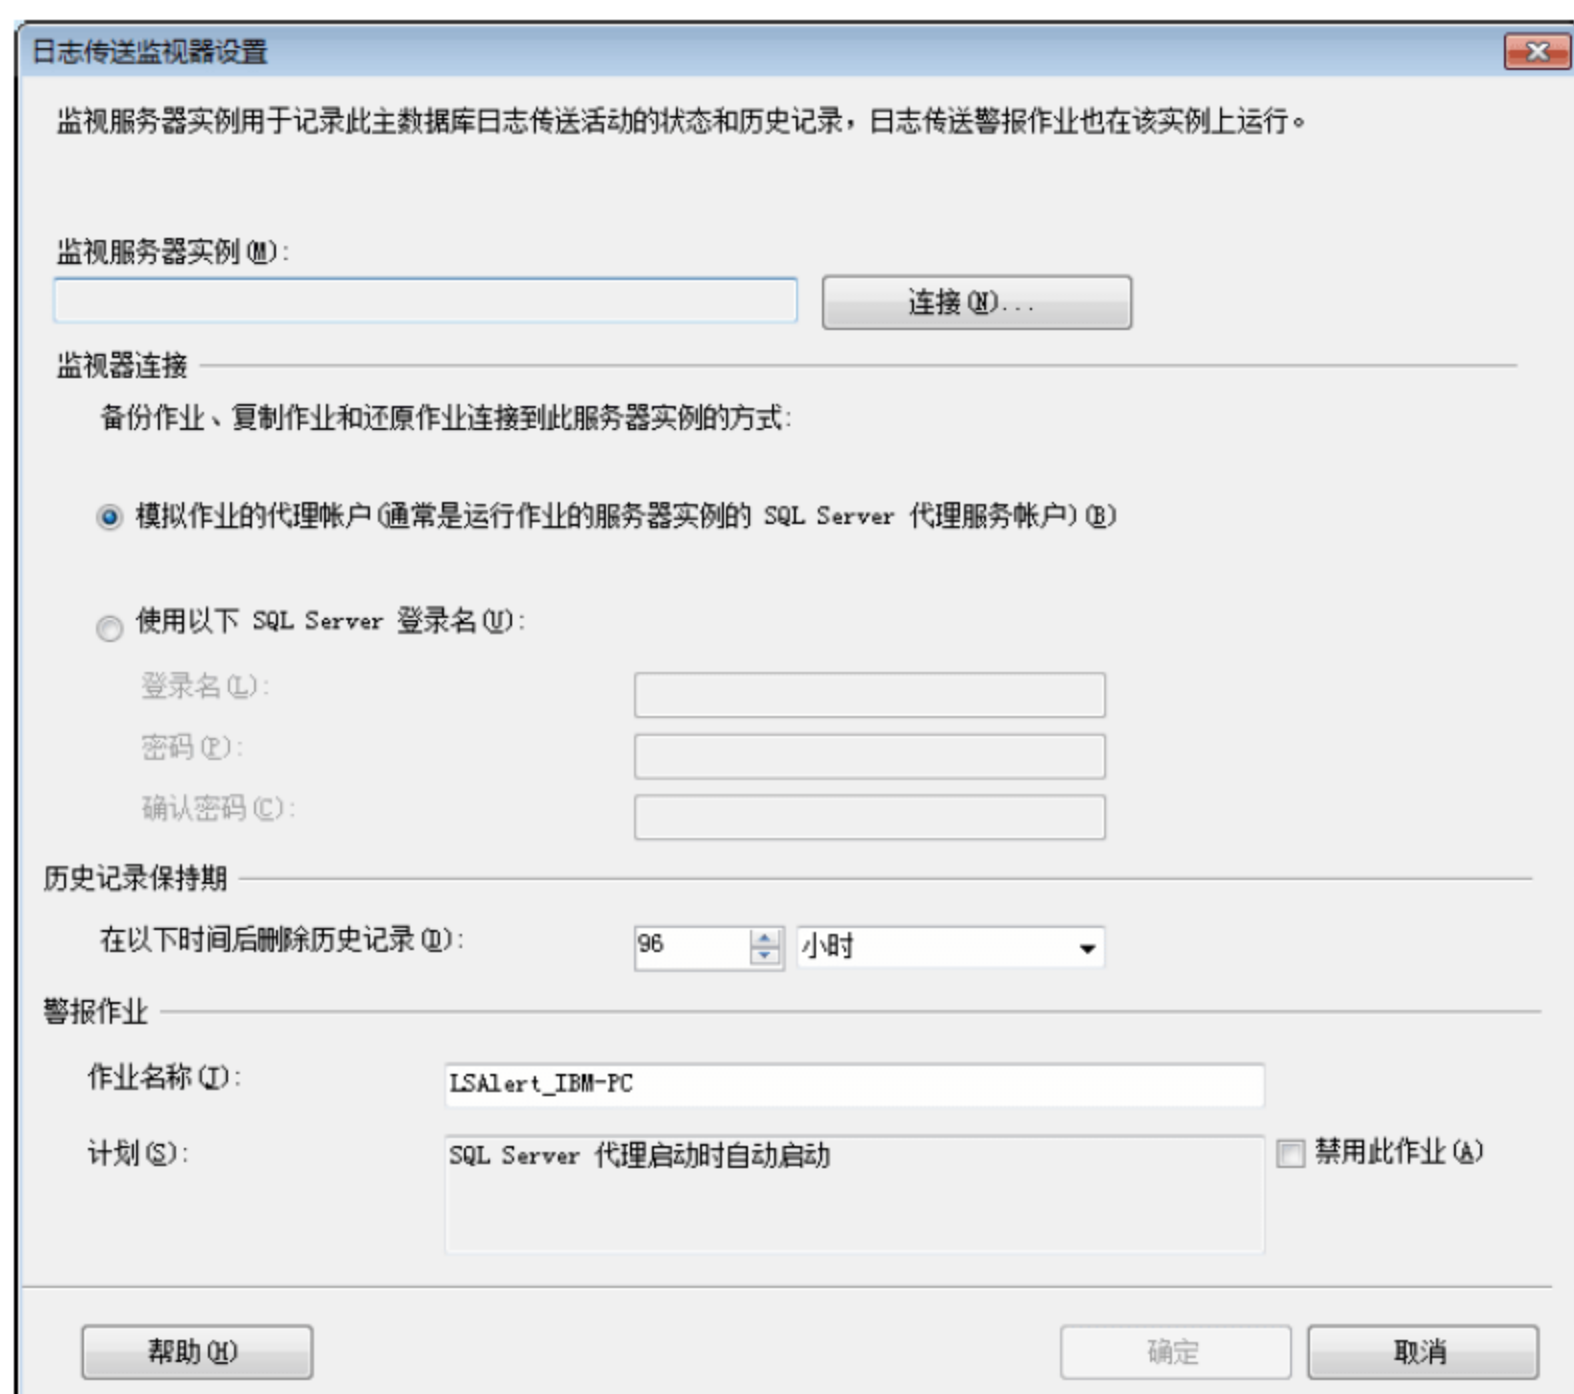 日志传送监视器设置
监视服务器实例用于记录此主数据库日志传送活动的状态和历史记录，日志传送警报作业也在该实例上运行。
监视服务器实例(M):
连接(N)...
监视器连接
备份作业、复制作业和还原作业连接到此服务器实例的方式:
模拟作业的代理帐户(通常是运行作业的服务器实例的 SQL Server 代理服务帐户)(B)
使用以下 SQL Server 登录名(U):
登录名(L):
密码(P):
确认密码(C):
历史记录保持期
在以下时间后删除历史记录(D): 96 小时
警报作业
作业名称(J): LSAlert_IBM-PC
计划(S): SQL Server 代理启动时自动启动 禁用此作业(A)
帮助(H) 确定 取消